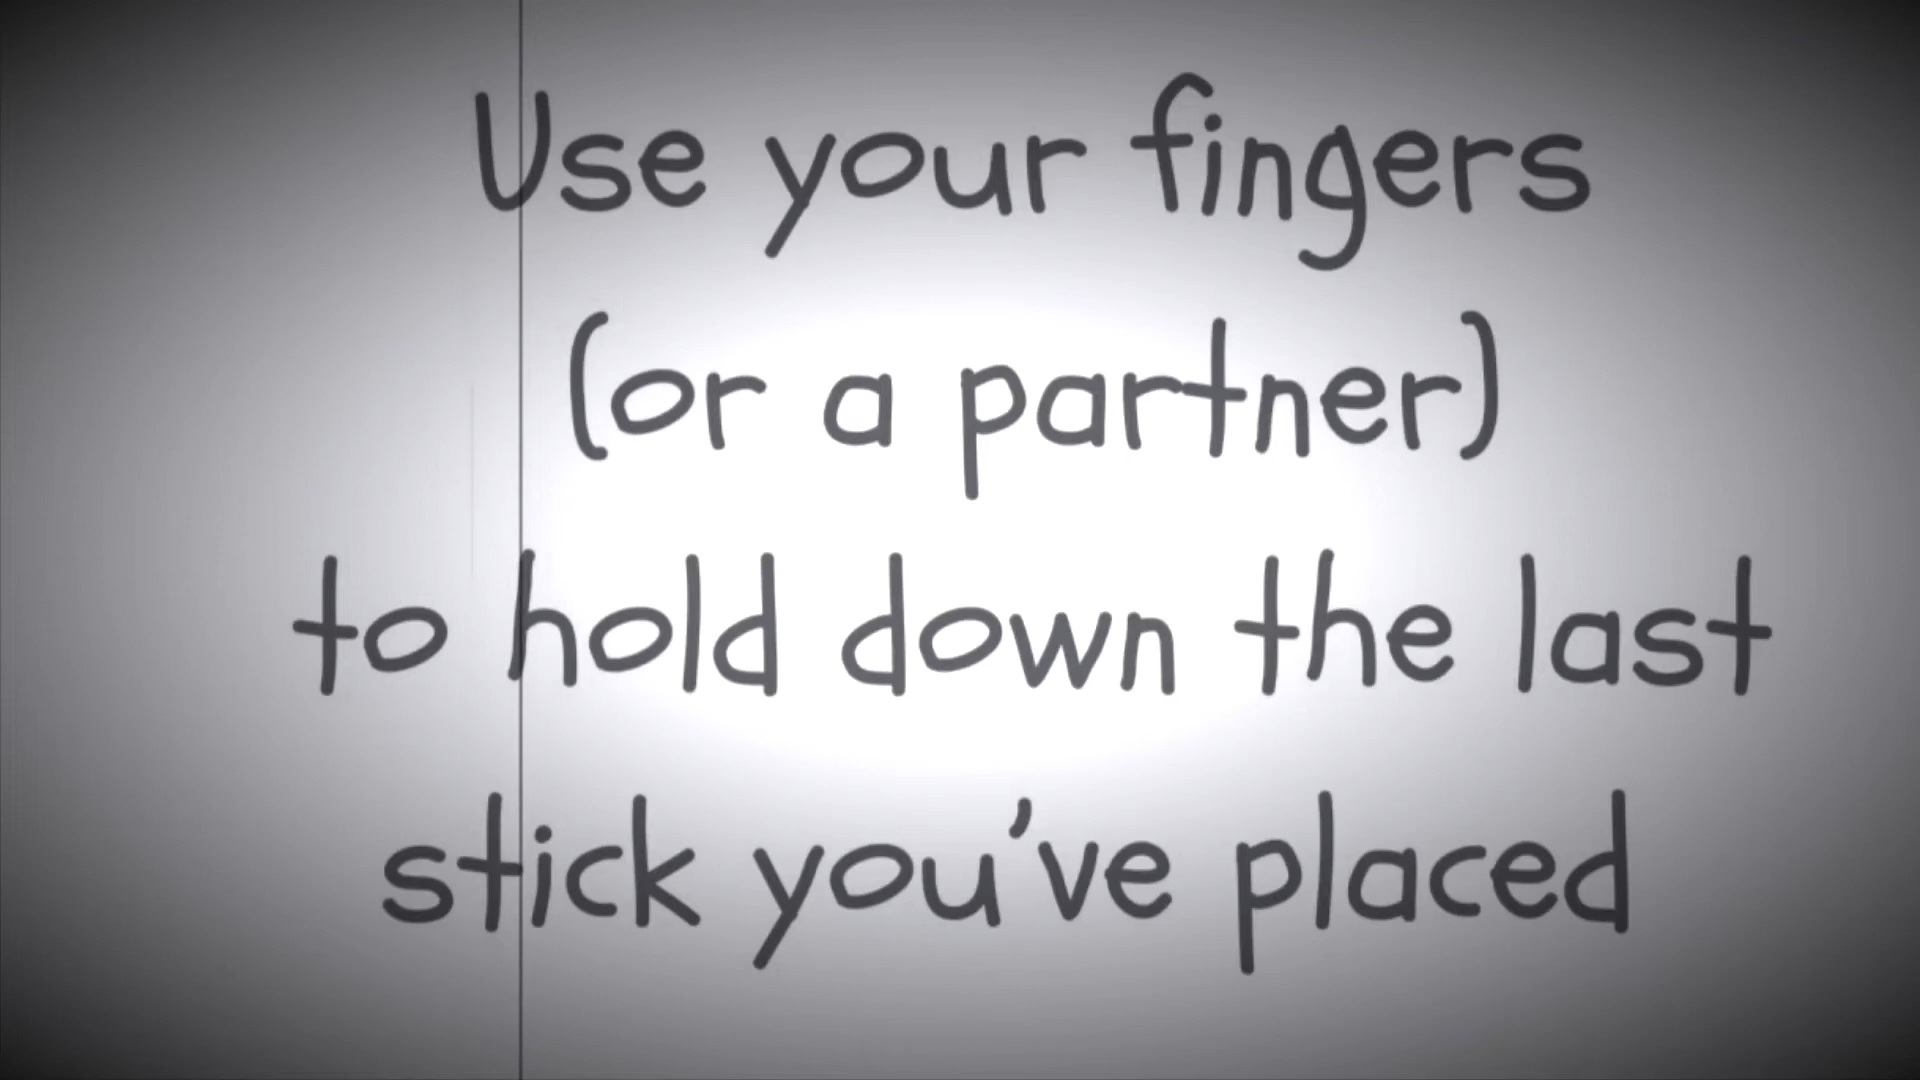 Use your fingers
(or a partner)
to hold down the last
stick you've placed